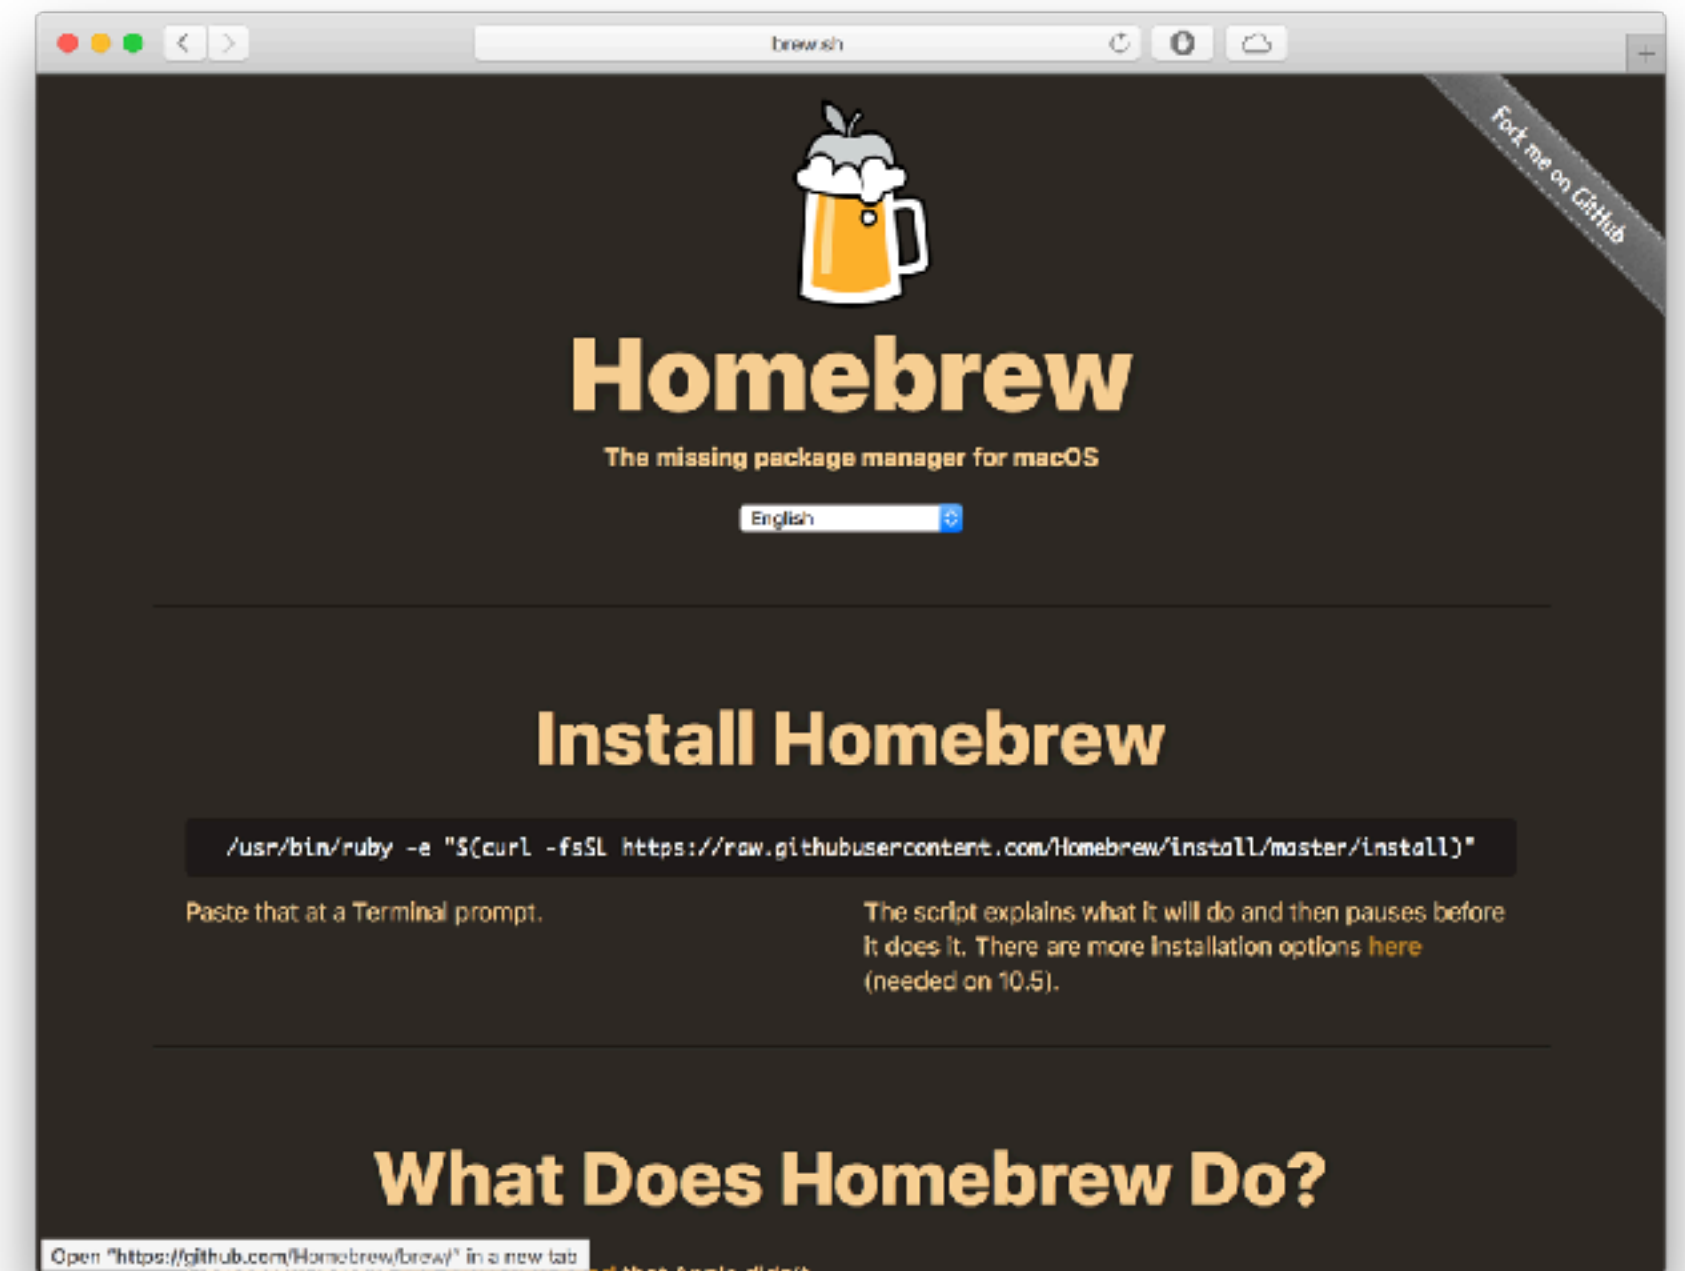 brew.sh
Fork me on GitHub
Homebrew
The missing package manager for macOS
English
Install Homebrew
/usr/bin/ruby -e "$(curl -fsSL https://raw.githubusercontent.com/Homebrew/install/master/install)"
Paste that at a Terminal prompt.
The script explains what it will do and then pauses before
it does it. There are more installation options here
(needed on 10.5).
What Does Homebrew Do?
Open "https://github.com/Homebrew/brew/" in a new tab
that Apple didn't